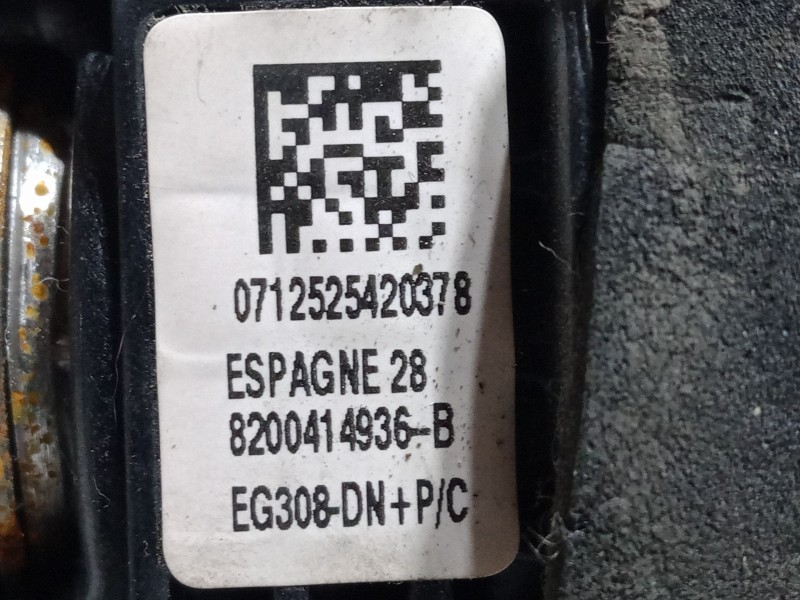 0712525420378
ESPAGNE 28
8200414936-B
EG308-DN+P/C